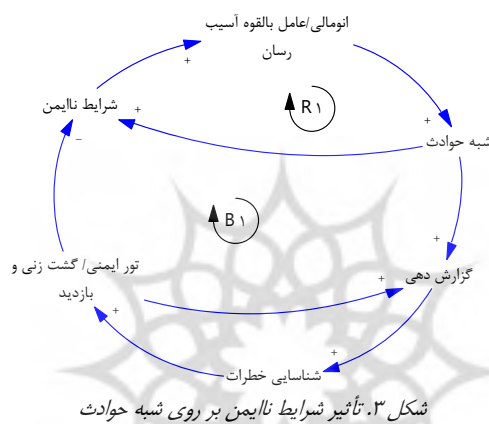 انومالی/عامل بالقوه آسیب
رسان
+
شرایط ناایمن
+
R۱
+
شبه حوادث
+
–
B۱
+
گزارش دهی
+
تور ایمنی/ گشت زنی و
بازدید
+
+
شناسایی خطرات
شکل ۳. تأثیر شرایط ناایمن بر روی شبه حوادث